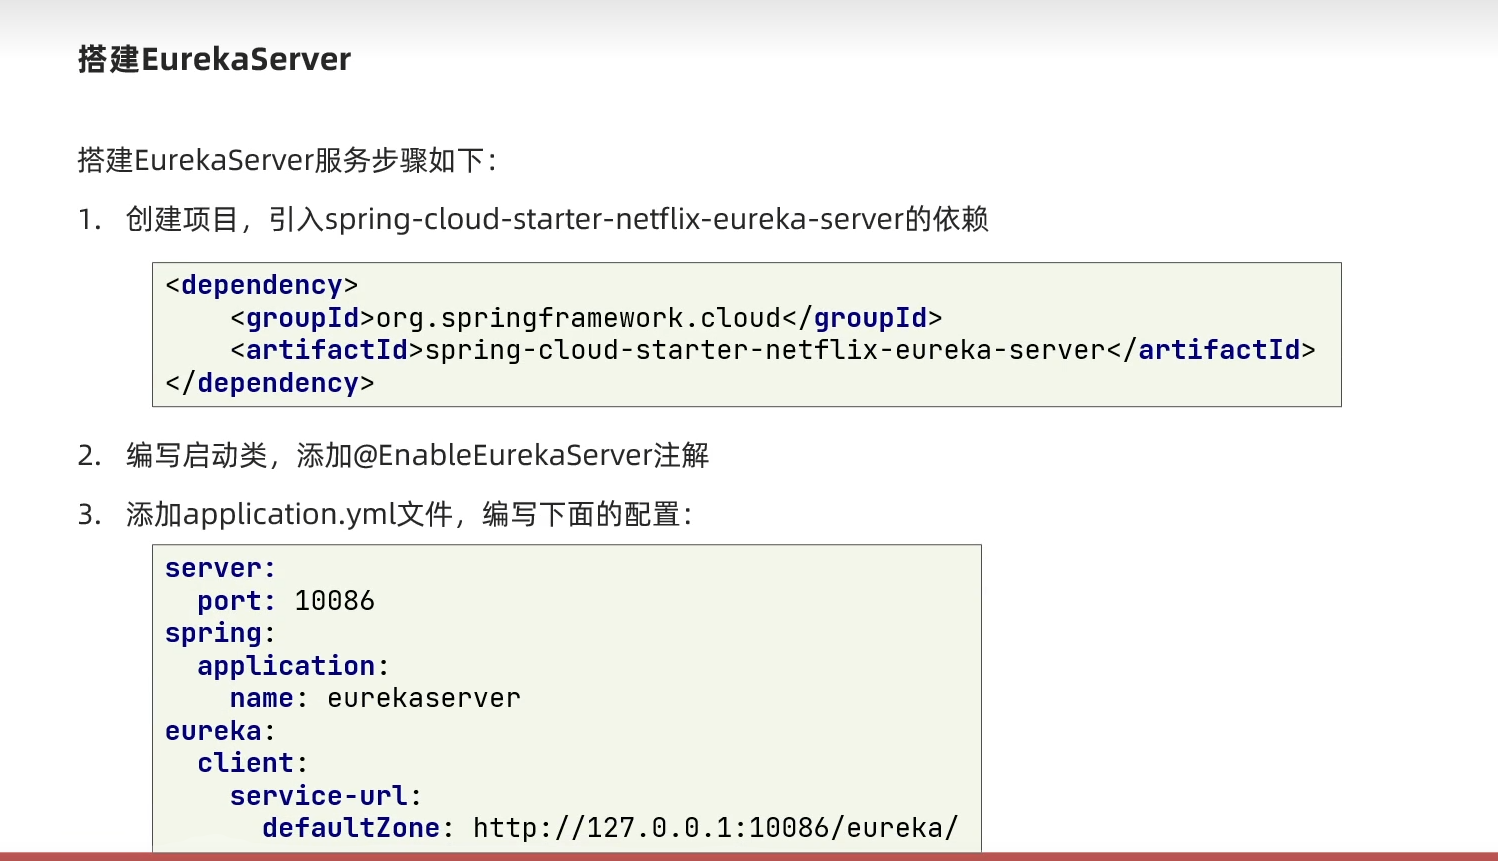 搭建EurekaServer
搭建EurekaServer服务步骤如下：
1. 创建项目，引入spring-cloud-starter-netflix-eureka-server的依赖
<dependency>
    <groupId>org.springframework.cloud</groupId>
    <artifactId>spring-cloud-starter-netflix-eureka-server</artifactId>
</dependency>
2. 编写启动类，添加@EnableEurekaServer注解
3. 添加application.yml文件，编写下面的配置：
server:
  port: 10086
spring:
  application:
    name: eurekaserver
eureka:
  client:
    service-url:
      defaultZone: http://127.0.0.1:10086/eureka/